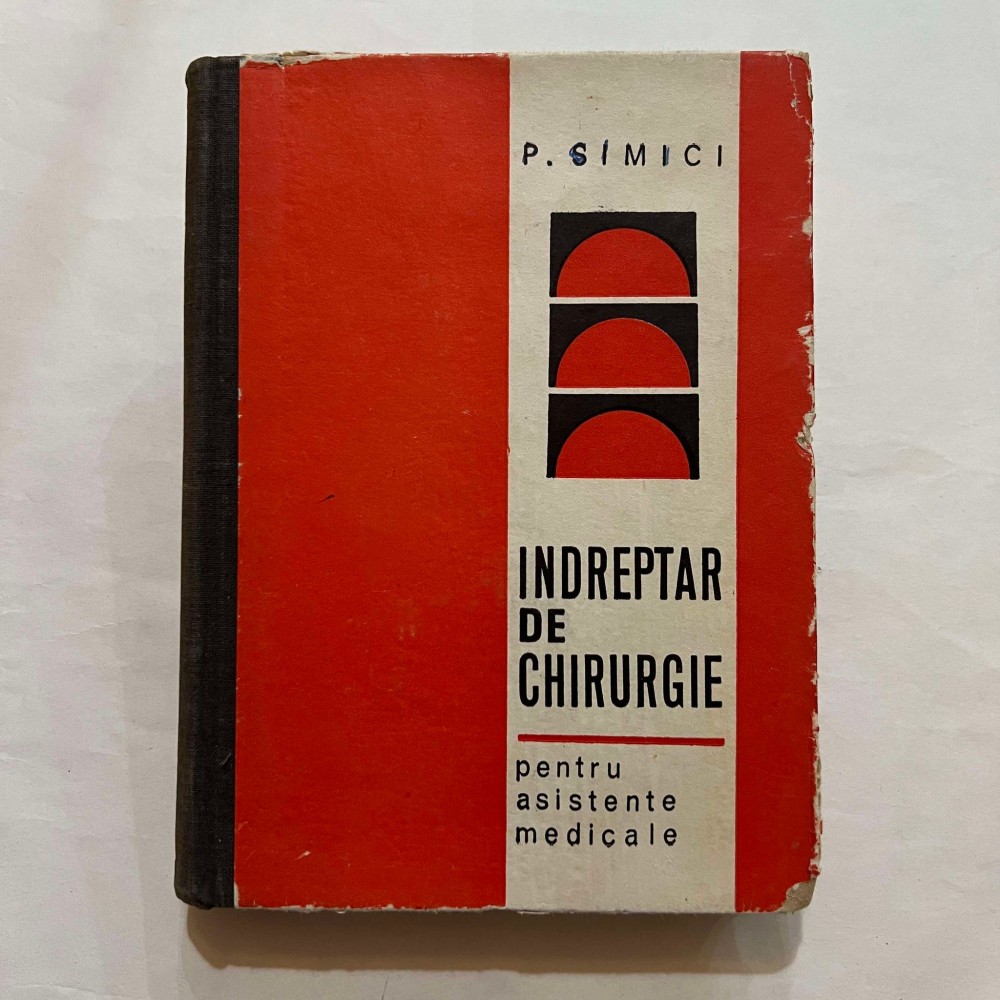 P. SIMICI
INDREPTAR
DE
CHIRURGIE
pentru
asistente
medicale